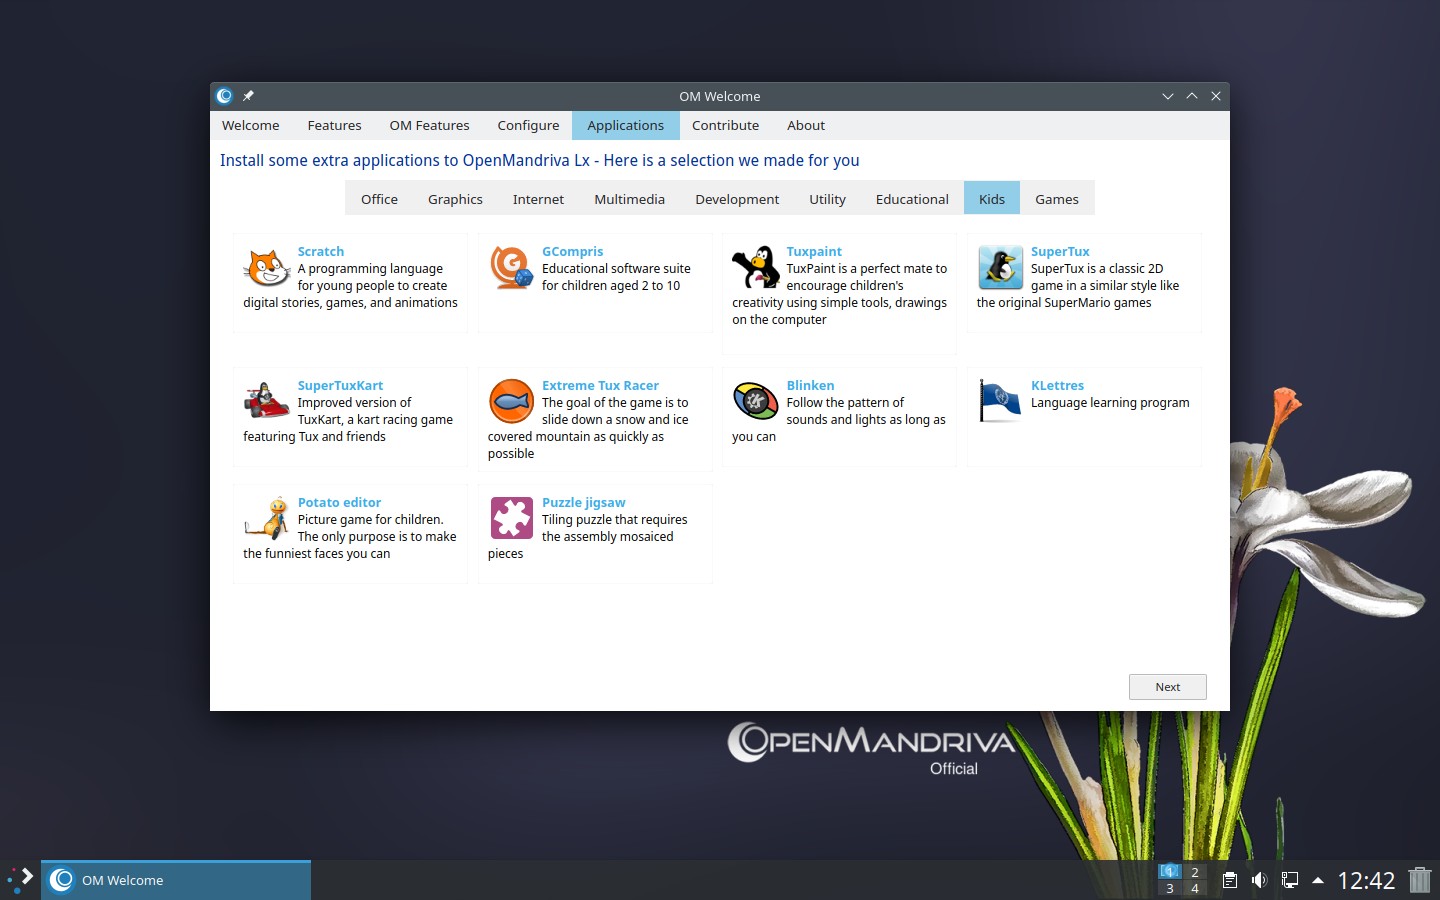 OM Welcome
Welcome Features OM Features Configure Applications Contribute About
Install some extra applications to OpenMandriva Lx - Here is a selection we made for you
Office Graphics Internet Multimedia Development Utility Educational Kids Games
Scratch
A programming language
for young people to create
digital stories, games, and animations
GCompris
Educational software suite
for children aged 2 to 10
Tuxpaint
TuxPaint is a perfect mate to
encourage children's
creativity using simple tools, drawings
on the computer
SuperTux
SuperTux is a classic 2D
game in a similar style like
the original SuperMario games
SuperTuxKart
Improved version of
TuxKart, a kart racing game
featuring Tux and friends
Extreme Tux Racer
The goal of the game is to
slide down a snow and ice
covered mountain as quickly as
possible
Blinken
Follow the pattern of
sounds and lights as long as
you can
KLettres
Language learning program
Potato editor
Picture game for children.
The only purpose is to make
the funniest faces you can
Puzzle jigsaw
Tiling puzzle that requires
the assembly mosaiced
pieces
Next
OpenMandriva
Official
OM Welcome
1 2
3 4
12:42